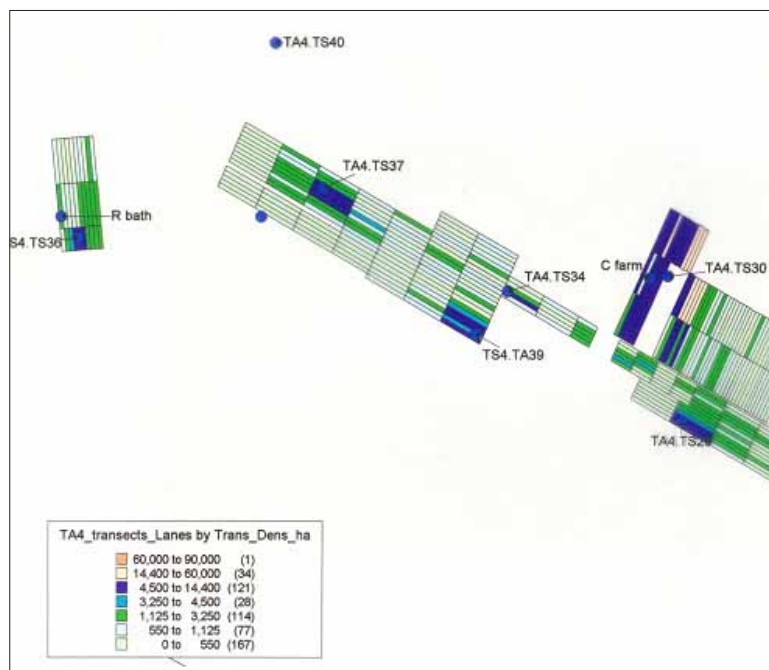 TA4.TS40
TA4.TS37
R bath
S4.TS36
C farm
TA4.TS30
TA4.TS34
TS4.TA39
TA4.TS29
TA4_transects_Lanes by Trans_Dens_ha
60,000 to 90,000 (1)
14,400 to 60,000 (34)
4,500 to 14,400 (121)
3,250 to 4,500 (28)
1,125 to 3,250 (114)
550 to 1,125 (77)
0 to 550 (167)